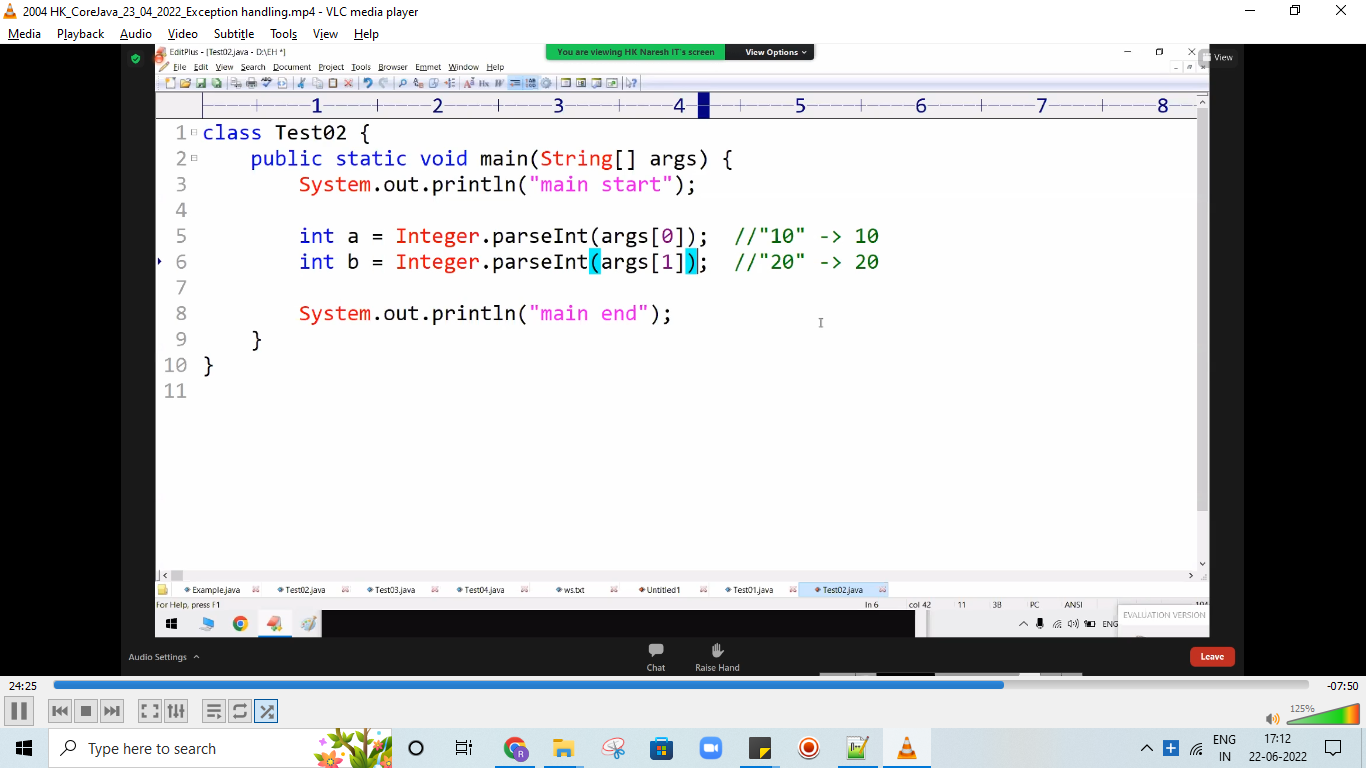 2004 HK_CoreJava_23_04_2022_Exception handling.mp4 - VLC media player
Media Playback Audio Video Subtitle Tools View Help
EditPlus - [Test02.java - D:\EH *]
You are viewing HK Naresh IT's screen View Options
View
File Edit View Search Document Project Tools Browser Emmet Window Help
1 2 3 4 5 6 7 8
1 class Test02 {
2 public static void main(String[] args) {
3 System.out.println("main start");
4
5 int a = Integer.parseInt(args[0]); //"10" -> 10
6 int b = Integer.parseInt(args[1]); //"20" -> 20
7
8 System.out.println("main end");
9 }
10 }
11
Example.java Test02.java Test03.java Test04.java ws.txt Untitled1 Test01.java Test02.java
For Help, press F1 ln 6 col 42 11 38 PC ANSI
EVALUATION VERSION
ENG
Audio Settings Chat Raise Hand Leave
24:25 -07:50
125%
Type here to search
ENG 17:12
IN 22-06-2022